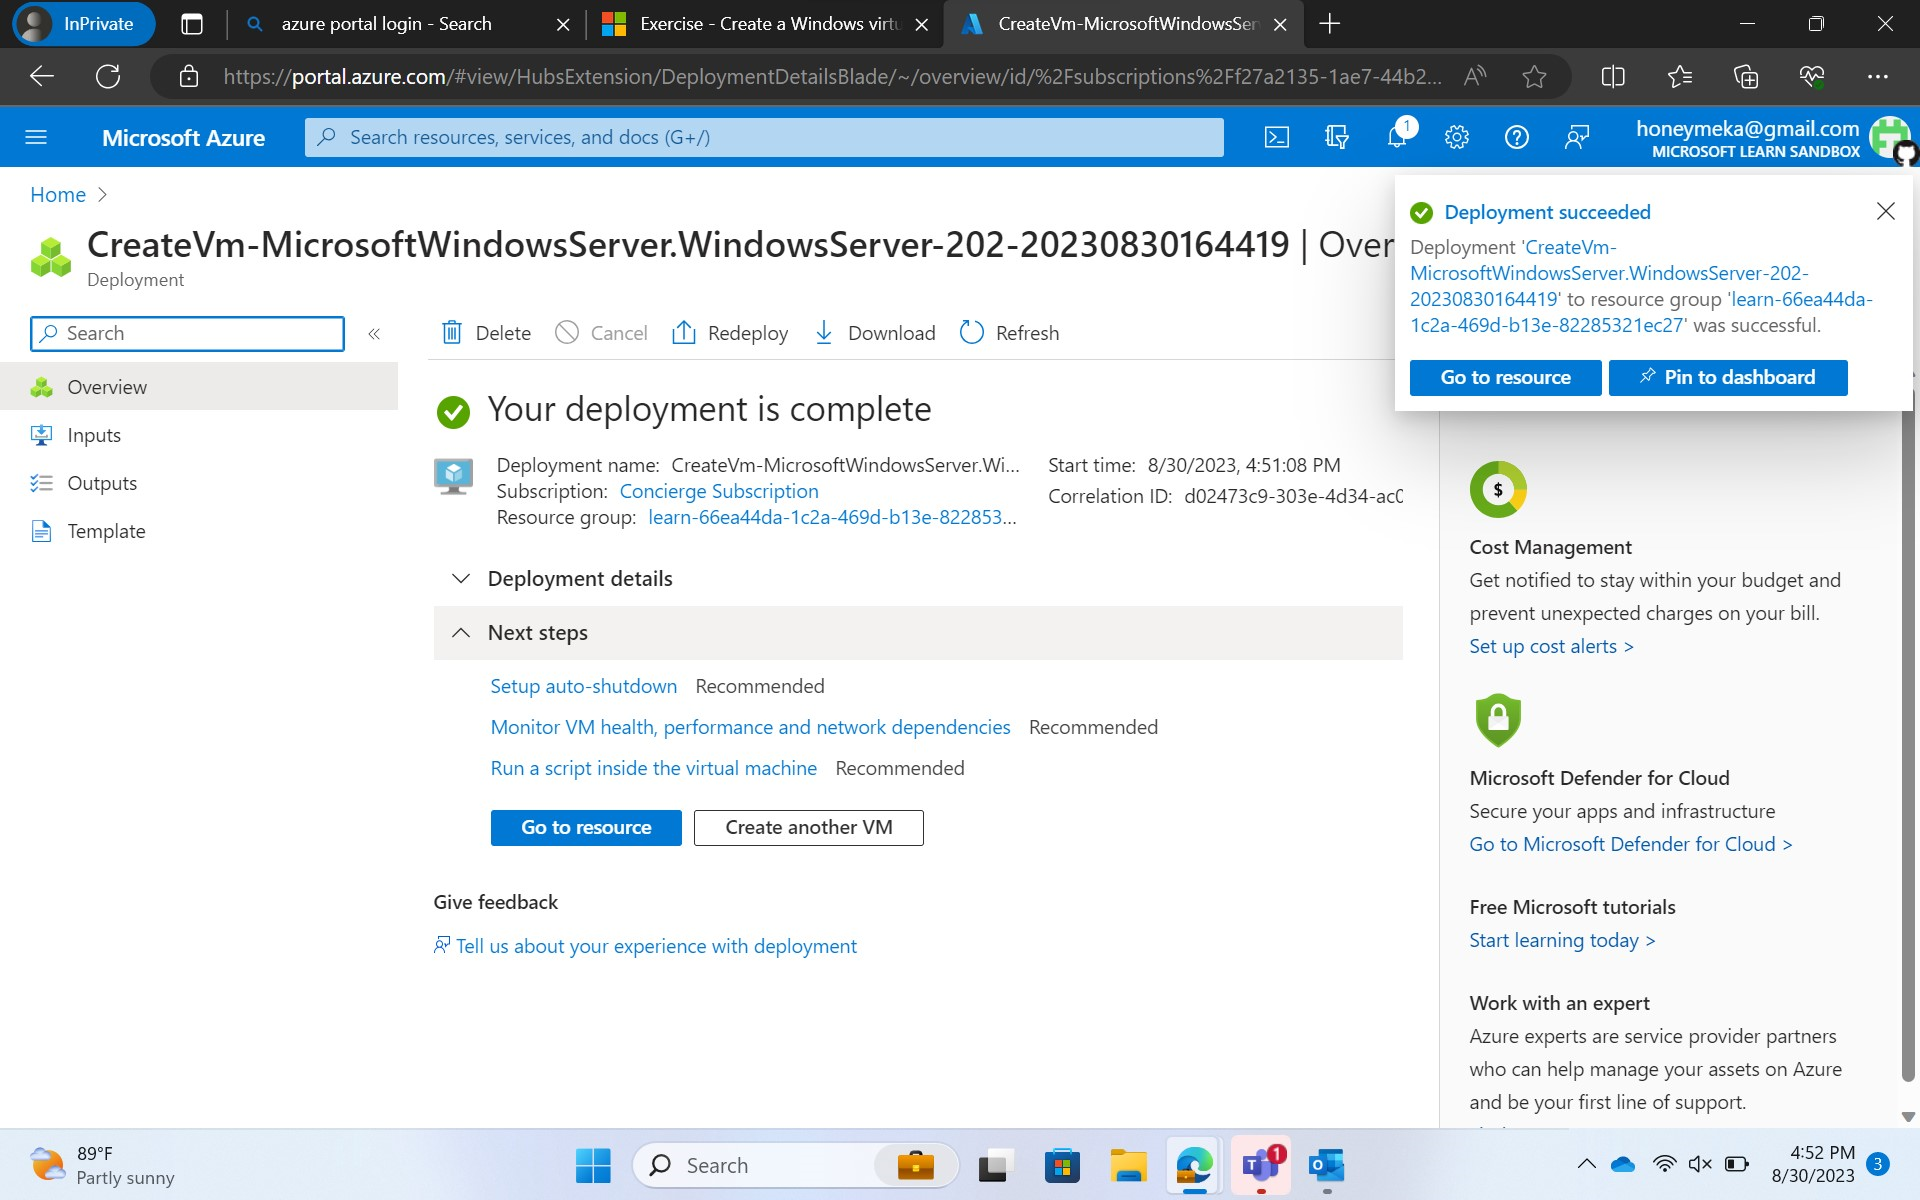 InPrivate
azure portal login - Search
Exercise - Create a Windows virtu
CreateVm-MicrosoftWindowsSer
https://portal.azure.com/#view/HubsExtension/DeploymentDetailsBlade/~/overview/id/%2Fsubscriptions%2Ff27a2135-1ae7-44b2...
Microsoft Azure
Search resources, services, and docs (G+/)
1
honeymeka@gmail.com
MICROSOFT LEARN SANDBOX
Home
CreateVm-MicrosoftWindowsServer.WindowsServer-202-20230830164419 | Over
Deployment
Search
Overview
Inputs
Outputs
Template
Delete
Cancel
Redeploy
Download
Refresh
Deployment succeeded
Deployment 'CreateVm-
MicrosoftWindowsServer.WindowsServer-202-
20230830164419' to resource group 'learn-66ea44da-
1c2a-469d-b13e-82285321ec27' was successful.
Go to resource
Pin to dashboard
Your deployment is complete
Deployment name: CreateVm-MicrosoftWindowsServer.Wi...
Subscription: Concierge Subscription
Resource group: learn-66ea44da-1c2a-469d-b13e-822853...
Start time: 8/30/2023, 4:51:08 PM
Correlation ID: d02473c9-303e-4d34-ac0
Deployment details
Next steps
Setup auto-shutdown Recommended
Monitor VM health, performance and network dependencies Recommended
Run a script inside the virtual machine Recommended
Go to resource
Create another VM
Give feedback
Tell us about your experience with deployment
Cost Management
Get notified to stay within your budget and
prevent unexpected charges on your bill.
Set up cost alerts >
Microsoft Defender for Cloud
Secure your apps and infrastructure
Go to Microsoft Defender for Cloud >
Free Microsoft tutorials
Start learning today >
Work with an expert
Azure experts are service provider partners
who can help manage your assets on Azure
and be your first line of support.
89°F
Partly sunny
Search
1
4:52 PM
8/30/2023
3